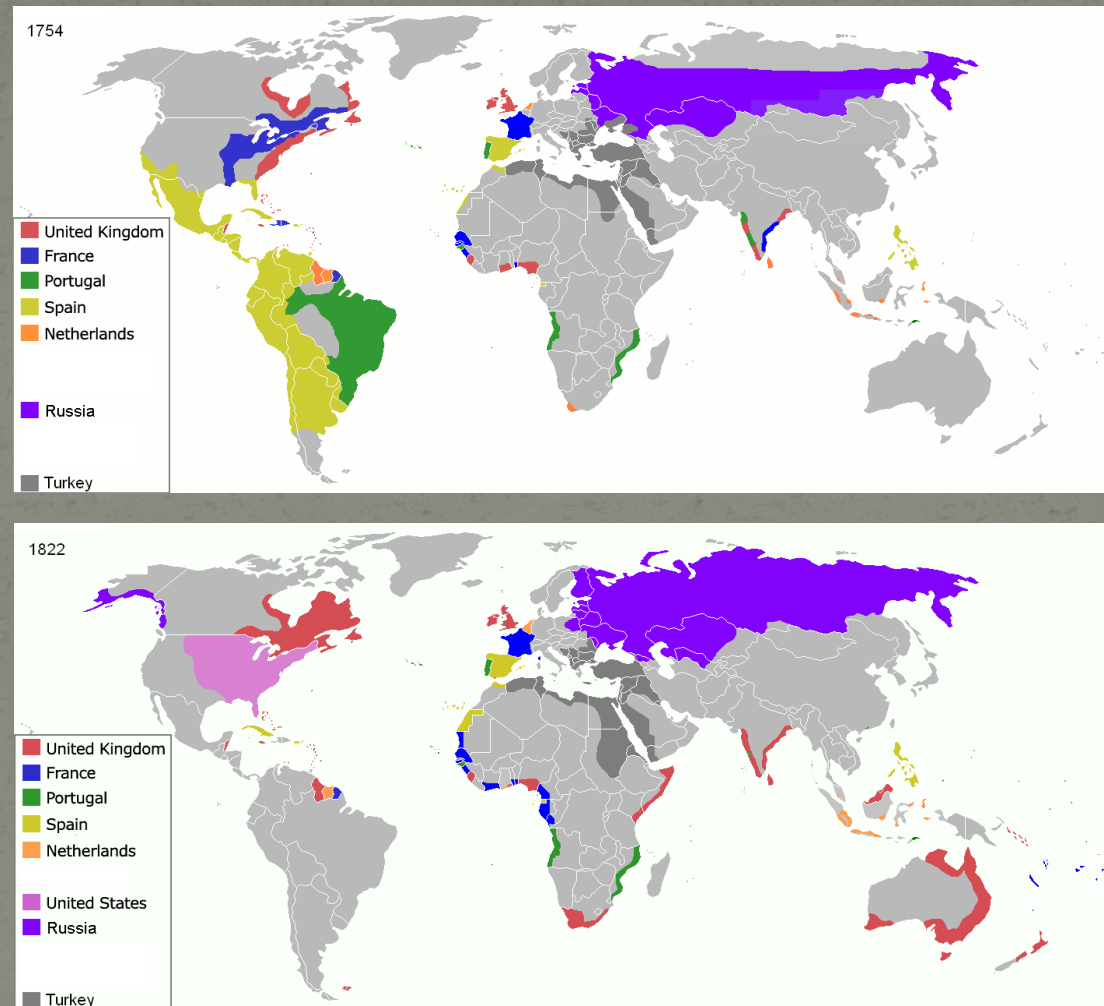 1754
United Kingdom
France
Portugal
Spain
Netherlands
Russia
Turkey
1822
United Kingdom
France
Portugal
Spain
Netherlands
United States
Russia
Turkey